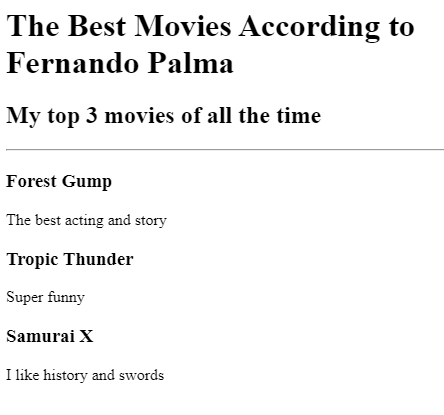 The Best Movies According to
Fernando Palma
My top 3 movies of all the time
Forest Gump
The best acting and story
Tropic Thunder
Super funny
Samurai X
I like history and swords